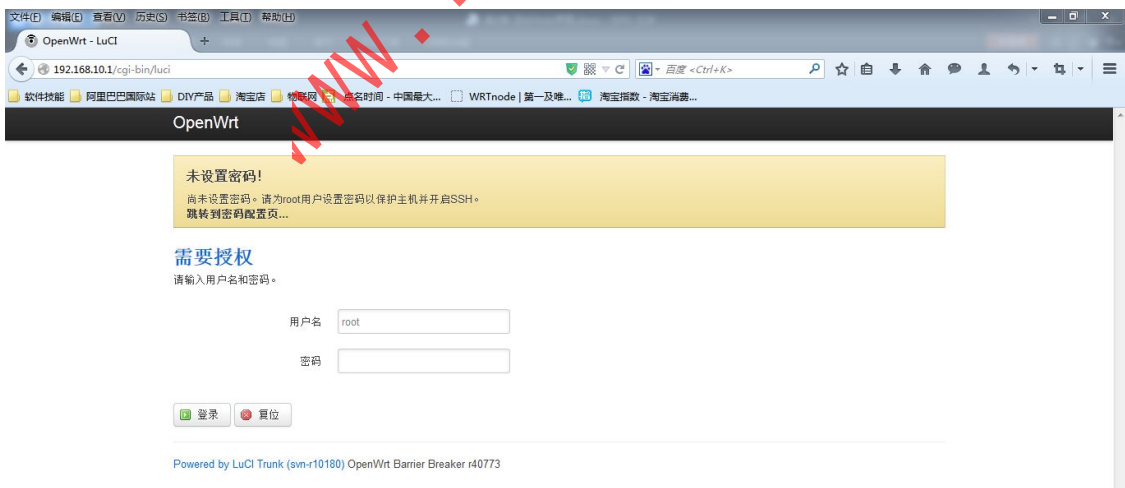 文件(F) 编辑(E) 查看(V) 历史(S) 书签(B) 工具(T) 帮助(H)
OpenWrt - LuCI
192.168.10.1/cgi-bin/luci 百度 <Ctrl+K>
软件技能 阿里巴巴国际站 DIY产品 淘宝店 物联网 点名时间 - 中国最大... WRTnode | 第一及唯... 淘宝指数 - 淘宝消费...
WWW.
OpenWrt
未设置密码!
尚未设置密码。请为root用户设置密码以保护主机并开启SSH。
跳转到密码配置页...
需要授权
请输入用户名和密码。
用户名 root
密码
登录 复位
Powered by LuCI Trunk (svn-r10180) OpenWrt Barrier Breaker r40773